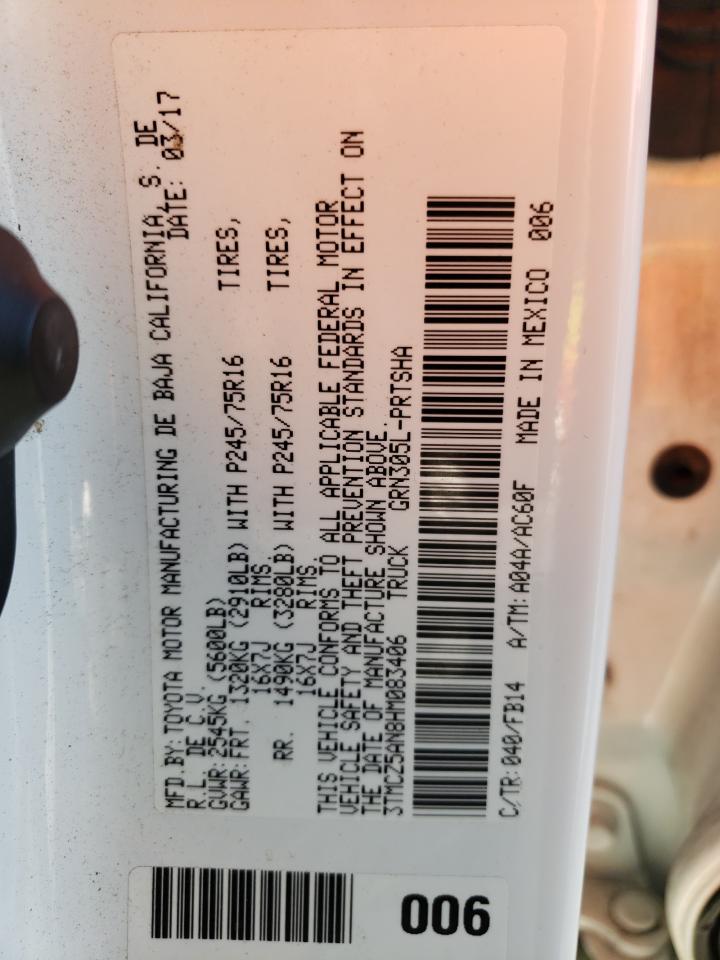 MFD.BY:TOYOTA MOTOR MANUFACTURING DE BAJA CALIFORNIA,S. DE
R L. DE C.V. DATE: 03/17
GVWR:2545KG (5600LB)
GAWR:FRT. 1320KG (2910LB) WITH P245/75R16 TIRES,
16X7J RIMS.
RR. 1490KG (3280LB) WITH P245/75R16 TIRES,
16X7J RIMS.
THIS VEHICLE CONFORMS TO ALL APPLICABLE FEDERAL MOTOR
VEHICLE SAFETY AND THEFT PREVENTION STANDARDS IN EFFECT ON
THE DATE OF MANUFACTURE SHOWN ABOVE.
3TMCZ5AN8HM083406 TRUCK GRN305L-PRTSHA
C/TR:040/FB14 A/TM:A04A/AC60F MADE IN MEXICO 006
006